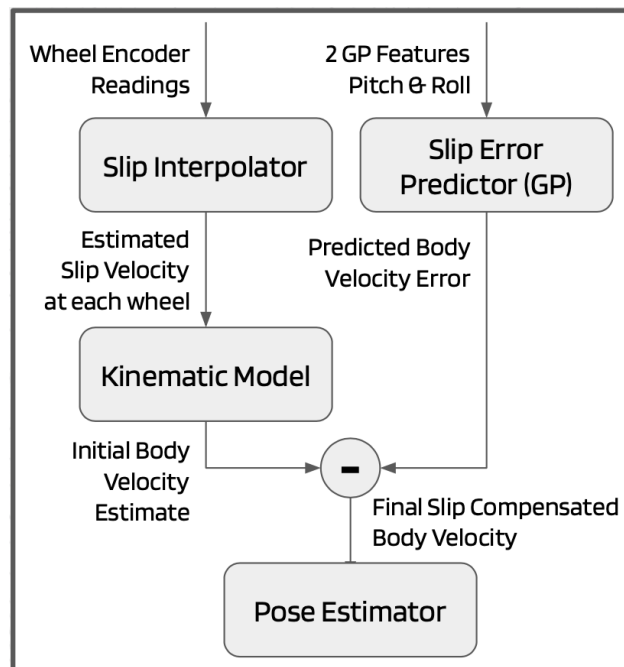 Wheel Encoder
Readings
2 GP Features
Pitch & Roll
Slip Interpolator
Slip Error
Predictor (GP)
Estimated
Slip Velocity
at each wheel
Predicted Body
Velocity Error
Kinematic Model
Initial Body
Velocity
Estimate
-
Final Slip Compensated
Body Velocity
Pose Estimator